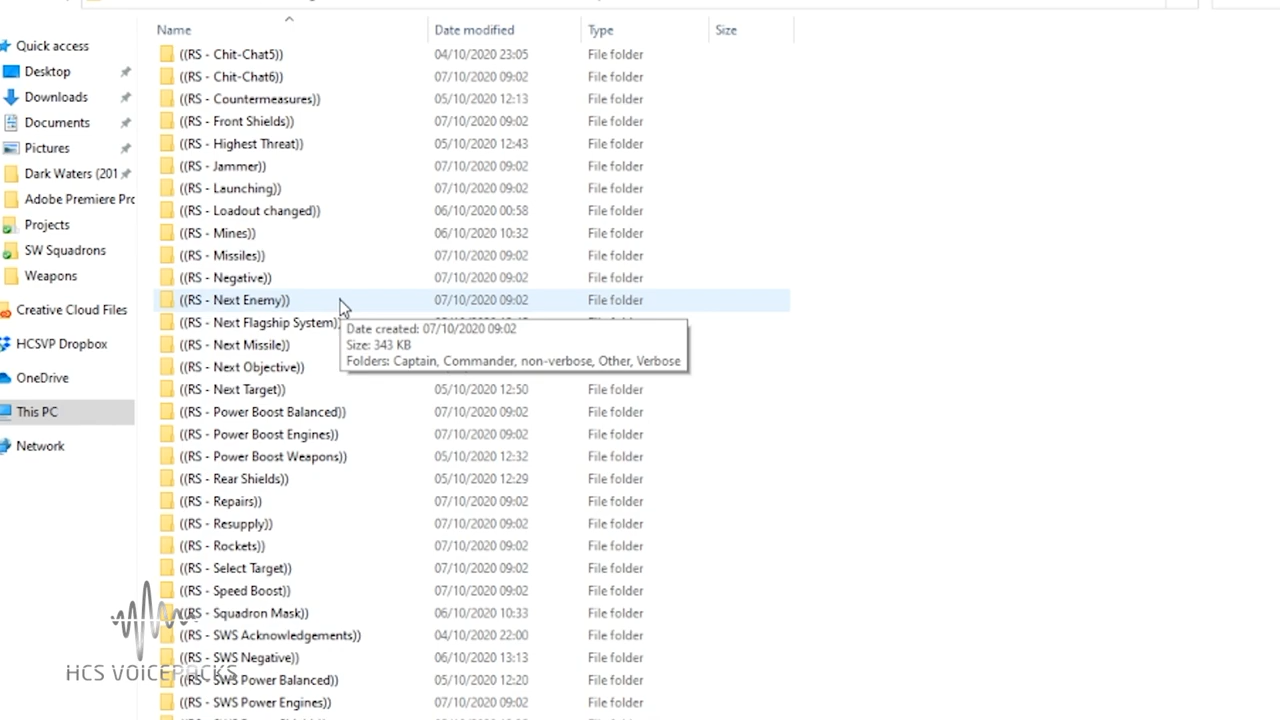 Name Date modified Type Size
Quick access
Desktop
Downloads
Documents
Pictures
Dark Waters (201
Adobe Premiere Pro
Projects
SW Squadrons
Weapons
Creative Cloud Files
HCSVP Dropbox
OneDrive
This PC
Network
((RS - Chit-Chat5)) 04/10/2020 23:05 File folder
((RS - Chit-Chat6)) 07/10/2020 09:02 File folder
((RS - Countermeasures)) 05/10/2020 12:13 File folder
((RS - Front Shields)) 07/10/2020 09:02 File folder
((RS - Highest Threat)) 05/10/2020 12:43 File folder
((RS - Jammer)) 07/10/2020 09:02 File folder
((RS - Launching)) 07/10/2020 09:02 File folder
((RS - Loadout changed)) 06/10/2020 00:58 File folder
((RS - Mines)) 06/10/2020 10:32 File folder
((RS - Missiles)) 07/10/2020 09:02 File folder
((RS - Negative)) 07/10/2020 09:02 File folder
((RS - Next Enemy)) 07/10/2020 09:02 File folder
((RS - Next Flagship System))
Date created: 07/10/2020 09:02
Size: 343 KB
Folders: Captain, Commander, non-verbose, Other, Verbose
((RS - Next Missile))
((RS - Next Objective))
((RS - Next Target)) 05/10/2020 12:50 File folder
((RS - Power Boost Balanced)) 07/10/2020 09:02 File folder
((RS - Power Boost Engines)) 07/10/2020 09:02 File folder
((RS - Power Boost Weapons)) 05/10/2020 12:32 File folder
((RS - Rear Shields)) 05/10/2020 12:29 File folder
((RS - Repairs)) 07/10/2020 09:02 File folder
((RS - Resupply)) 07/10/2020 09:02 File folder
((RS - Rockets)) 07/10/2020 09:02 File folder
((RS - Select Target)) 07/10/2020 09:02 File folder
((RS - Speed Boost)) 07/10/2020 09:02 File folder
((RS - Squadron Mask)) 06/10/2020 10:33 File folder
((RS - SWS Acknowledgements)) 04/10/2020 22:00 File folder
((RS - SWS Negative)) 06/10/2020 13:13 File folder
((RS - SWS Power Balanced)) 05/10/2020 12:20 File folder
((RS - SWS Power Engines)) 07/10/2020 09:02 File folder
HCS VOICEPACKS